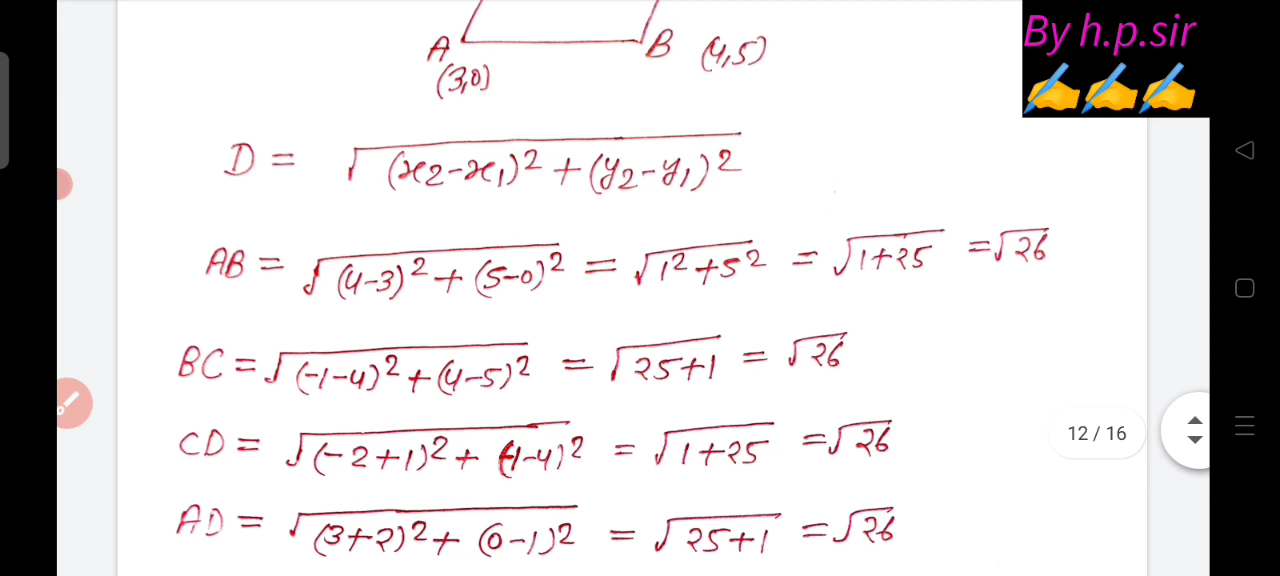 By h.p.sir
A B (4,5)
(3,0)
D = √(x2-x1)2 + (y2-y1)2
AB = √(4-3)2 + (5-0)2 = √12+52 = √1+25 = √26
BC = √(-1-4)2 + (4-5)2 = √25+1 = √26
CD = √(-2+1)2 + (-1-4)2 = √1+25 = √26
12 / 16
AD = √(3+2)2 + (0-1)2 = √25+1 = √26